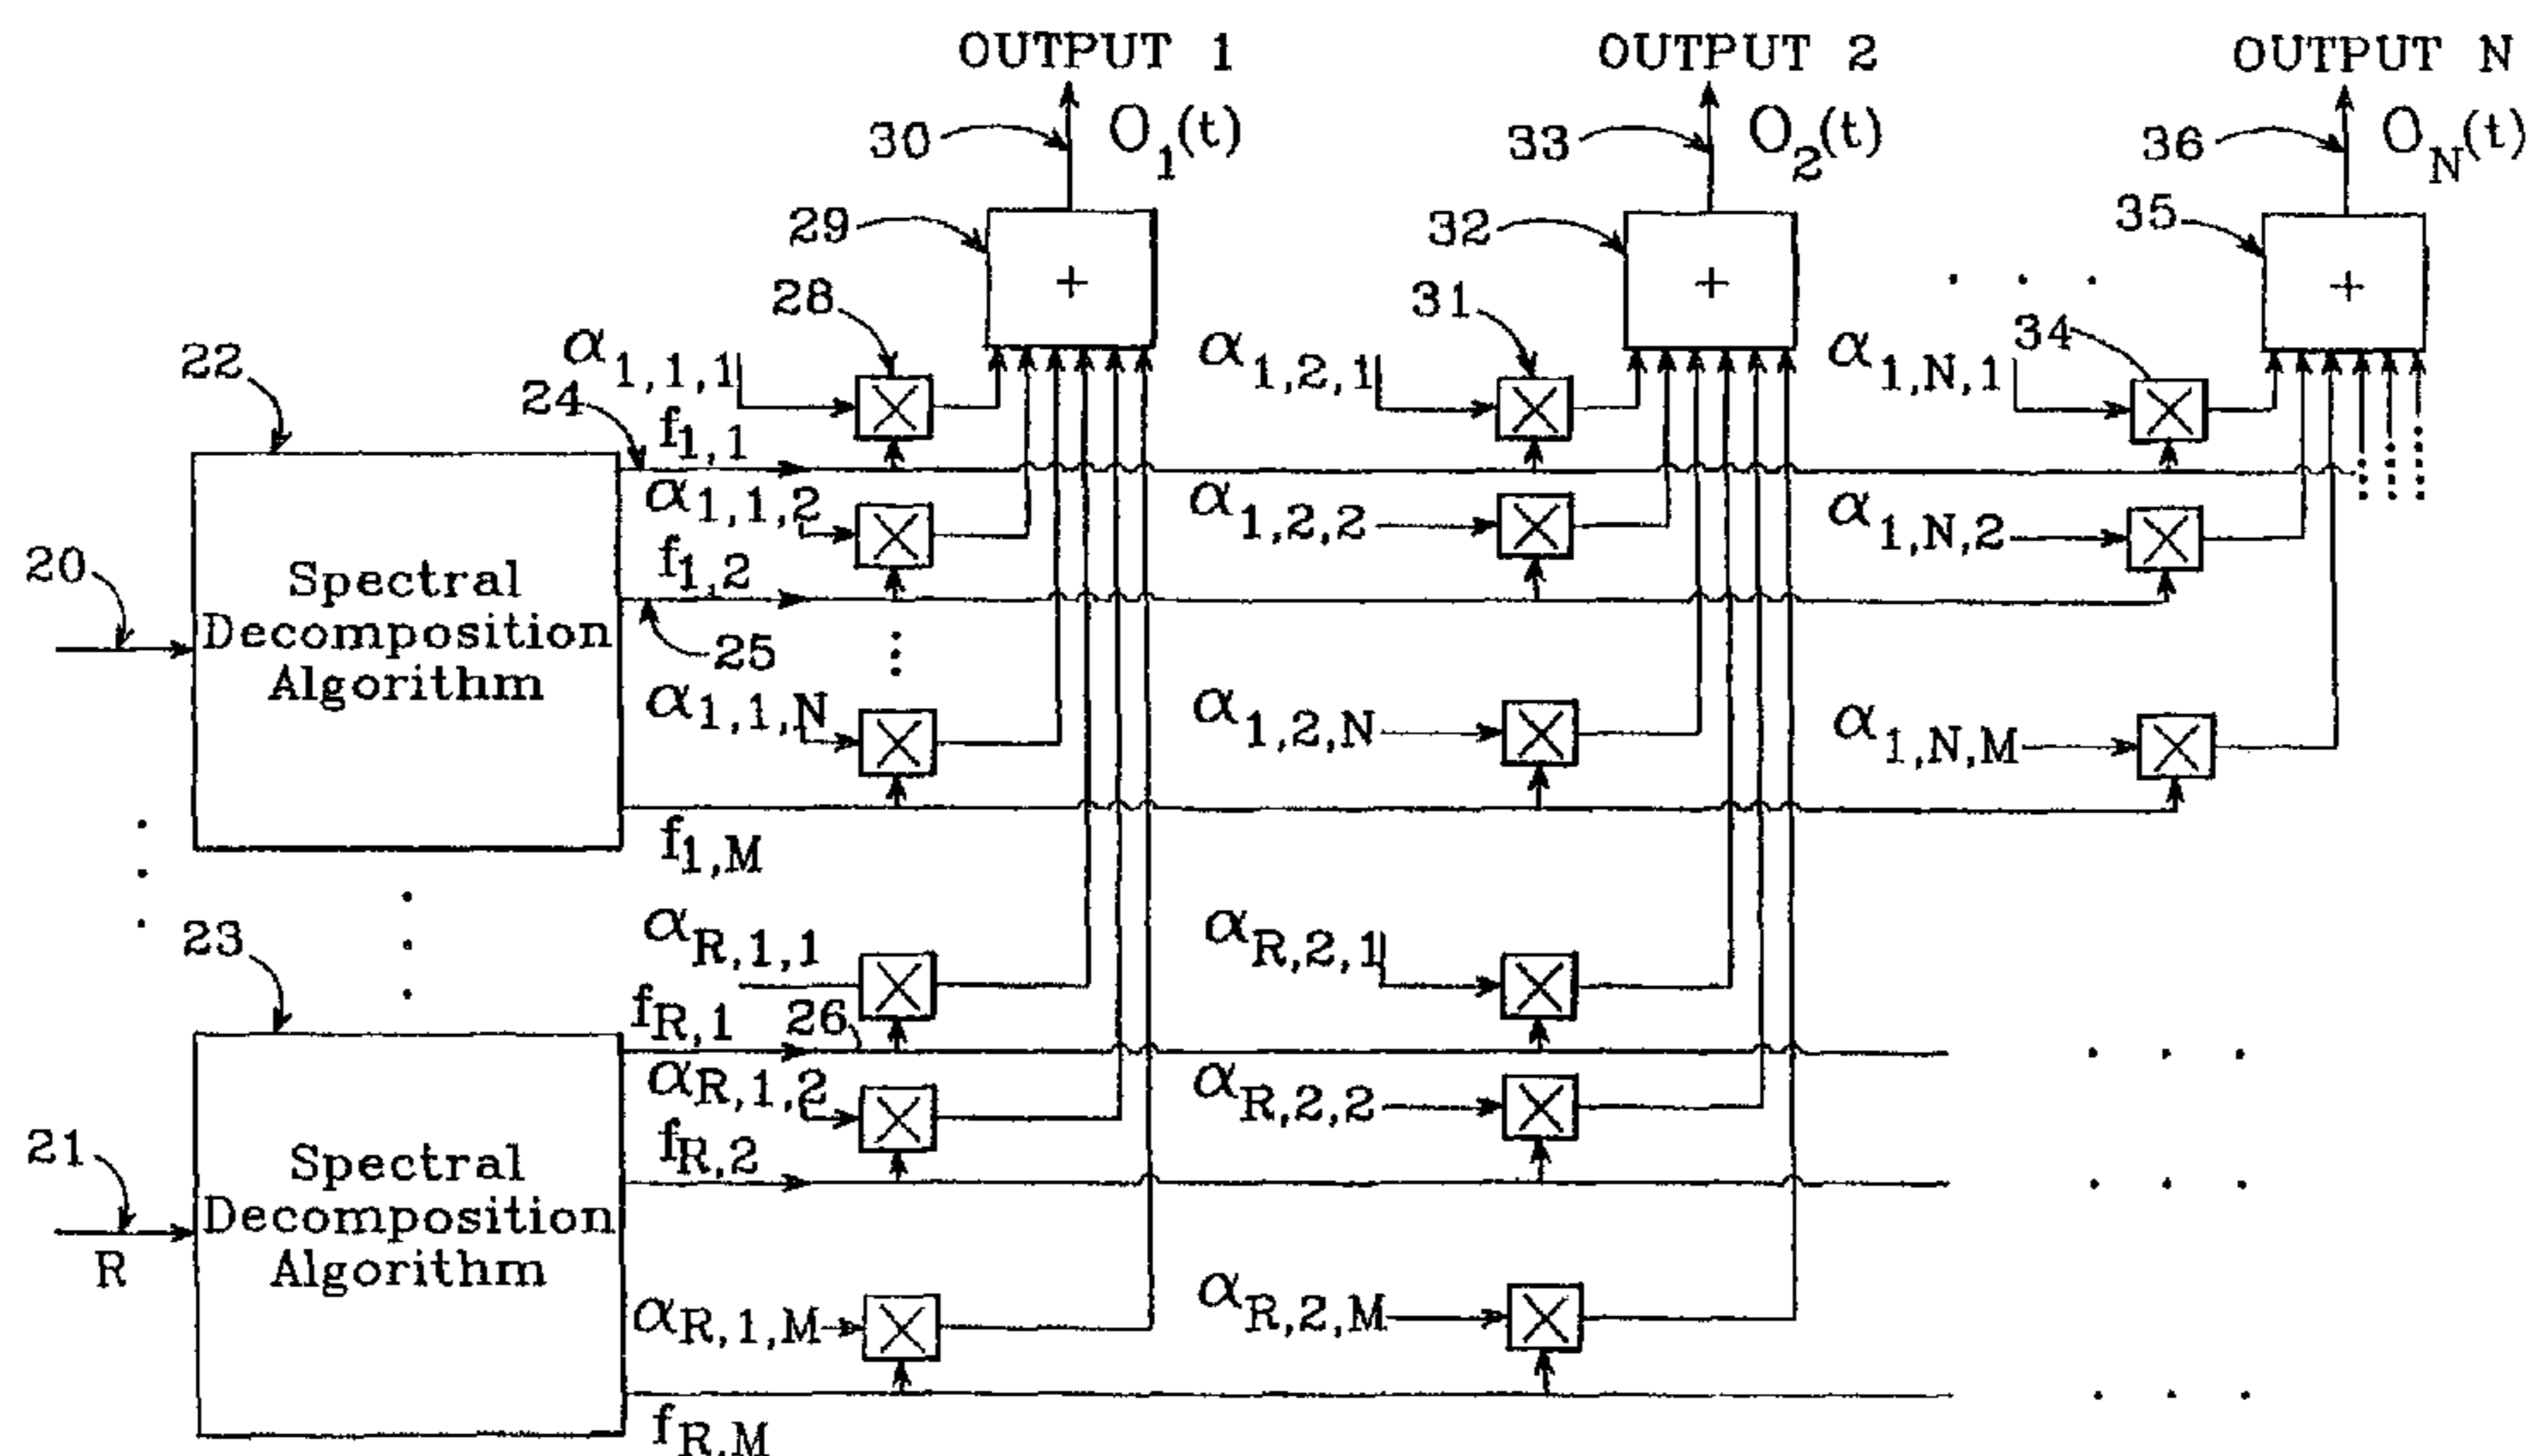 OUTPUT 1 OUTPUT 2 OUTPUT N
30 O1(t) 33 O2(t) 36 ON(t)
29 + 32 + 35 +
28 31 34
22 24 α1,1,1 α1,2,1 α1,N,1
f1,1
α1,1,2 α1,2,2 α1,N,2
f1,2
20
Spectral
Decomposition
Algorithm
25
α1,1,N α1,2,N α1,N,M
f1,M
23
αR,1,1 αR,2,1
fR,1 26
αR,1,2 αR,2,2
fR,2
21
R
Spectral
Decomposition
Algorithm
αR,1,M αR,2,M
fR,M